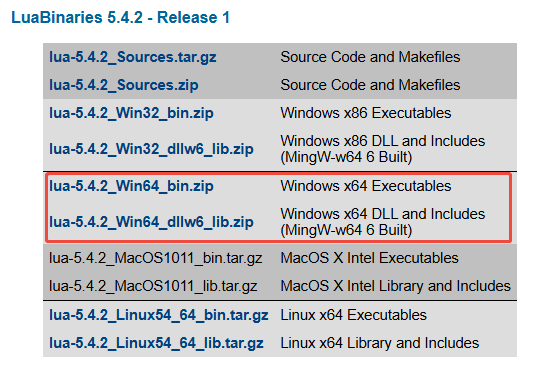 LuaBinaries 5.4.2 - Release 1
lua-5.4.2_Sources.tar.gz Source Code and Makefiles
lua-5.4.2_Sources.zip Source Code and Makefiles
lua-5.4.2_Win32_bin.zip Windows x86 Executables
lua-5.4.2_Win32_dllw6_lib.zip Windows x86 DLL and Includes
(MingW-w64 6 Built)
lua-5.4.2_Win64_bin.zip Windows x64 Executables
lua-5.4.2_Win64_dllw6_lib.zip Windows x64 DLL and Includes
(MingW-w64 6 Built)
lua-5.4.2_MacOS1011_bin.tar.gz MacOS X Intel Executables
lua-5.4.2_MacOS1011_lib.tar.gz MacOS X Intel Library and Includes
lua-5.4.2_Linux54_64_bin.tar.gz Linux x64 Executables
lua-5.4.2_Linux54_64_lib.tar.gz Linux x64 Library and Includes